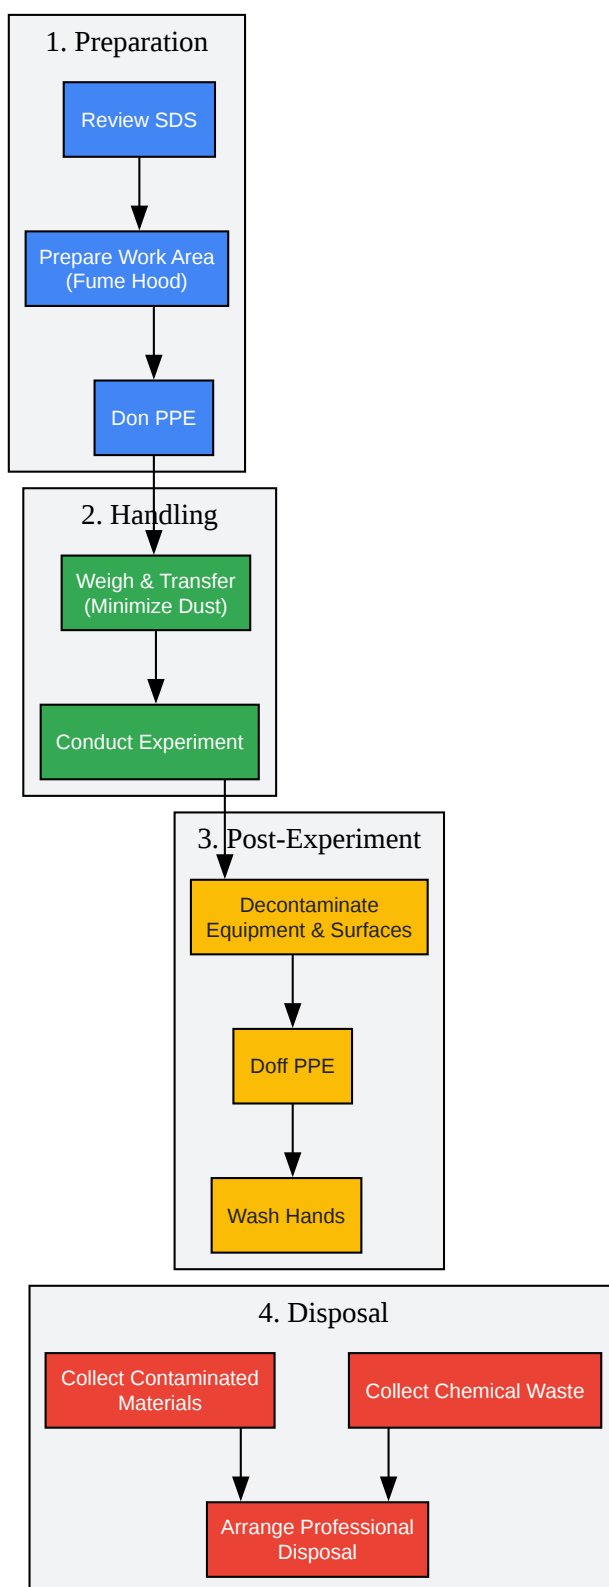 1. Preparation
Review SDS
Prepare Work Area
(Fume Hood)
Don PPE
2. Handling
Weigh & Transfer
(Minimize Dust)
Conduct Experiment
3. Post-Experiment
Decontaminate
Equipment & Surfaces
Doff PPE
Wash Hands
4. Disposal
Collect Contaminated
Materials
Collect Chemical Waste
Arrange Professional
Disposal